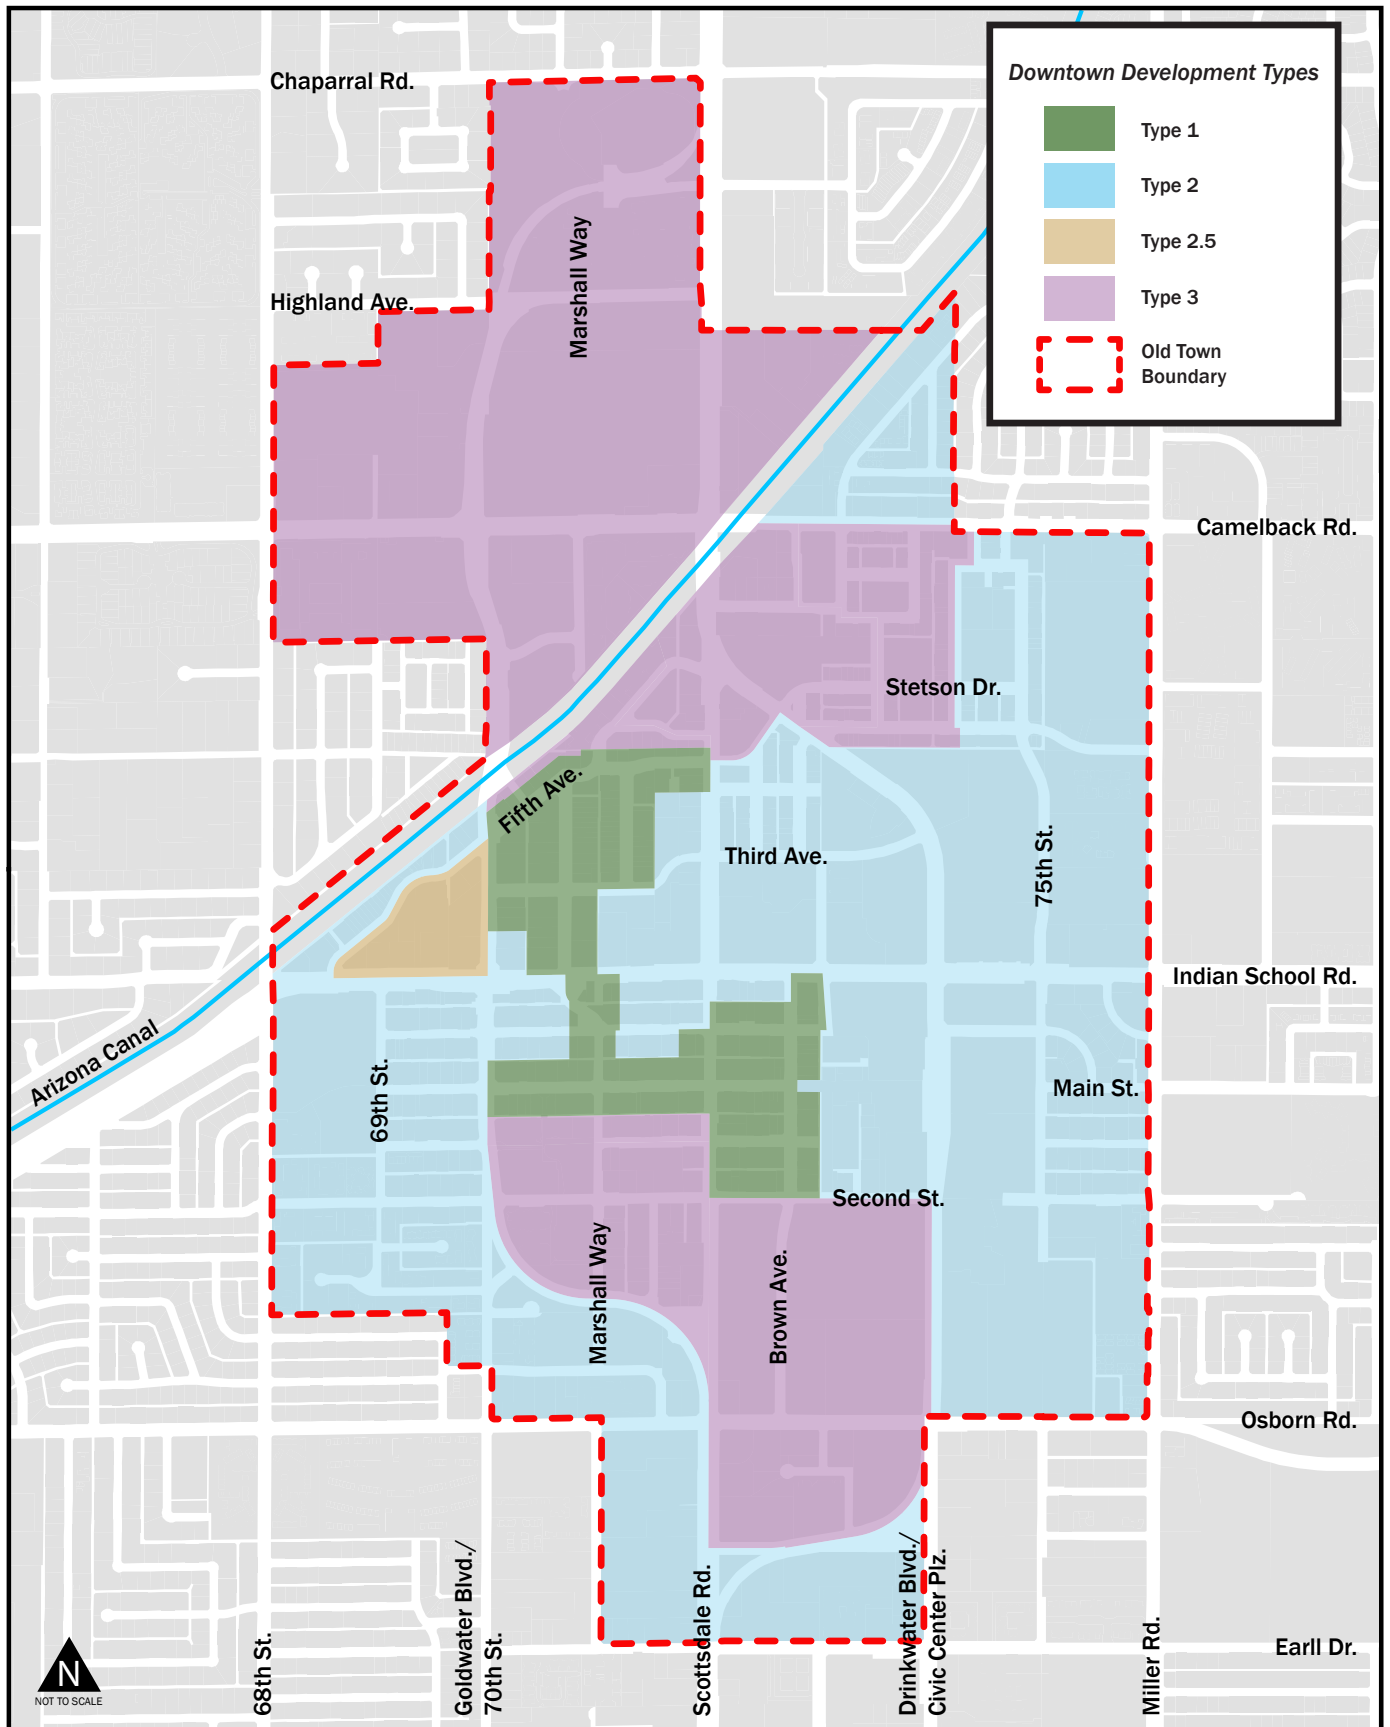 Downtown Development Types
Type 1
Type 2
Type 2.5
Type 3
Old Town
Boundary
Chaparral Rd.
Marshall Way
Highland Ave.
Camelback Rd.
Stetson Dr.
Fifth Ave.
Third Ave.
75th St.
Indian School Rd.
Arizona Canal
69th St.
Main St.
Second St.
Marshall Way
Brown Ave.
Osborn Rd.
68th St.
Goldwater Blvd./
70th St.
Scottsdale Rd.
Drinkwater Blvd./
Civic Center Plz.
Miller Rd.
Earll Dr.
N
NOT TO SCALE